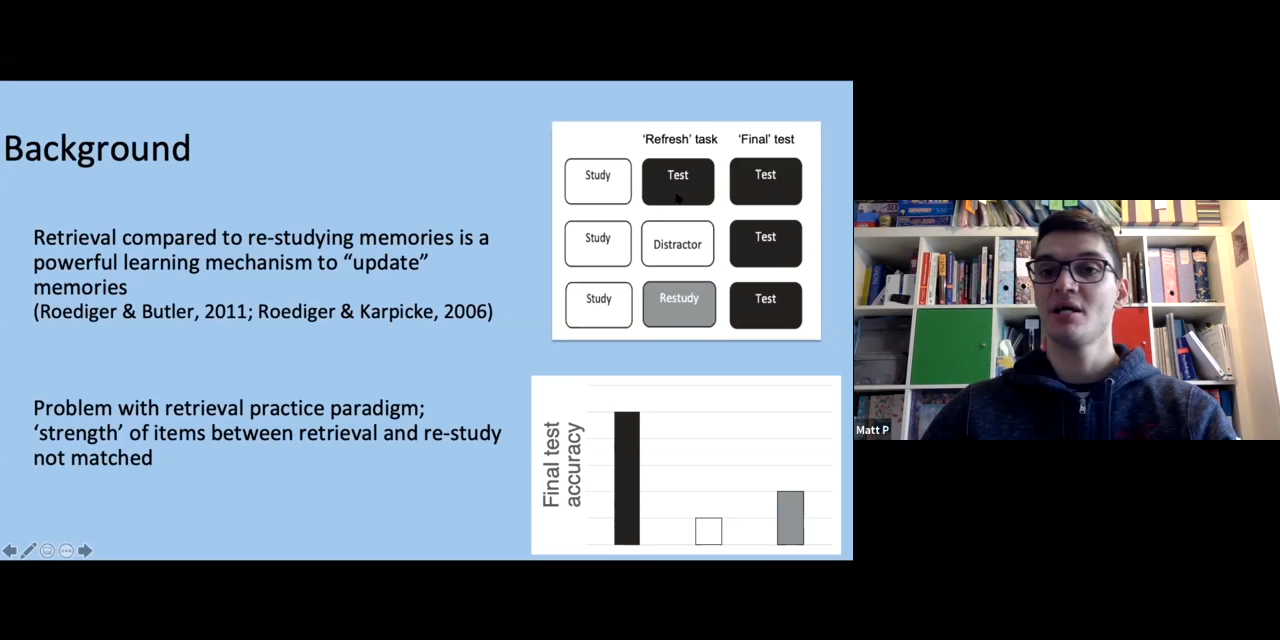 Background
Retrieval compared to re-studying memories is a
powerful learning mechanism to “update”
memories
(Roediger & Butler, 2011; Roediger & Karpicke, 2006)
Problem with retrieval practice paradigm;
‘strength’ of items between retrieval and re-study
not matched
‘Refresh’ task ‘Final’ test
Study Test Test
Study Distractor Test
Study Restudy Test
Final test
accuracy
Matt P